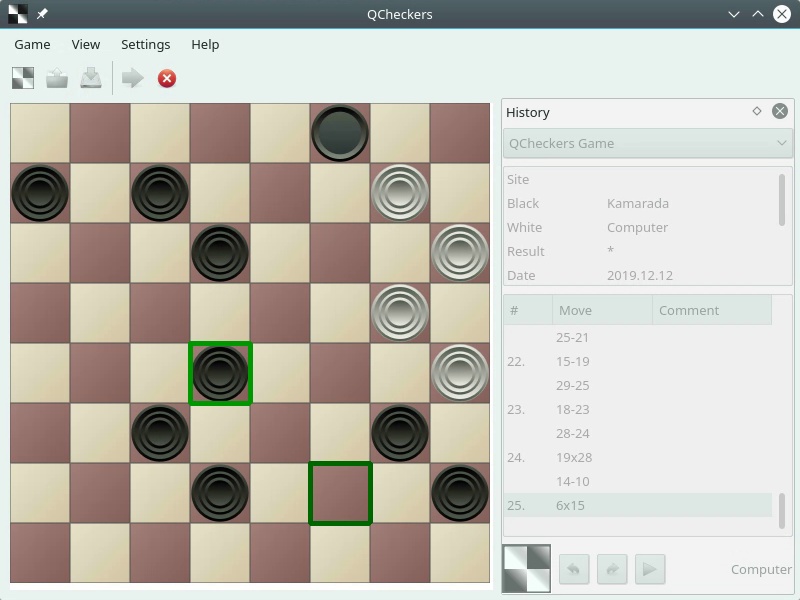 QCheckers
Game View Settings Help
History
QCheckers Game
Site
Black Kamarada
White Computer
Result *
Date 2019.12.12
# Move Comment
25-21
22. 15-19
29-25
23. 18-23
28-24
24. 19x28
14-10
25. 6x15
Computer